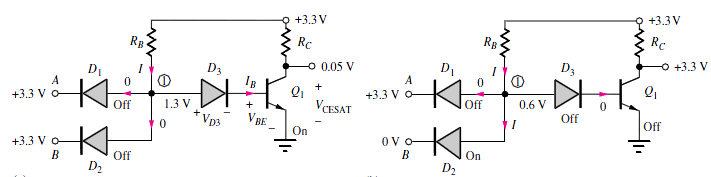 +3.3 V
R_B
R_C
D_1
D_3
I
I_B
0.05 V
A
0
①
Q_1
+
+3.3 V
Off
1.3 V
+ V_D3 −
+ V_BE −
V_CESAT
−
0
On
+3.3 V
B
Off
D_2
+3.3 V
R_B
R_C
D_1
D_3
I
+3.3 V
A
0
①
Q_1
+3.3 V
Off
0.6 V
0
Off
I
Off
0 V
B
On
D_2